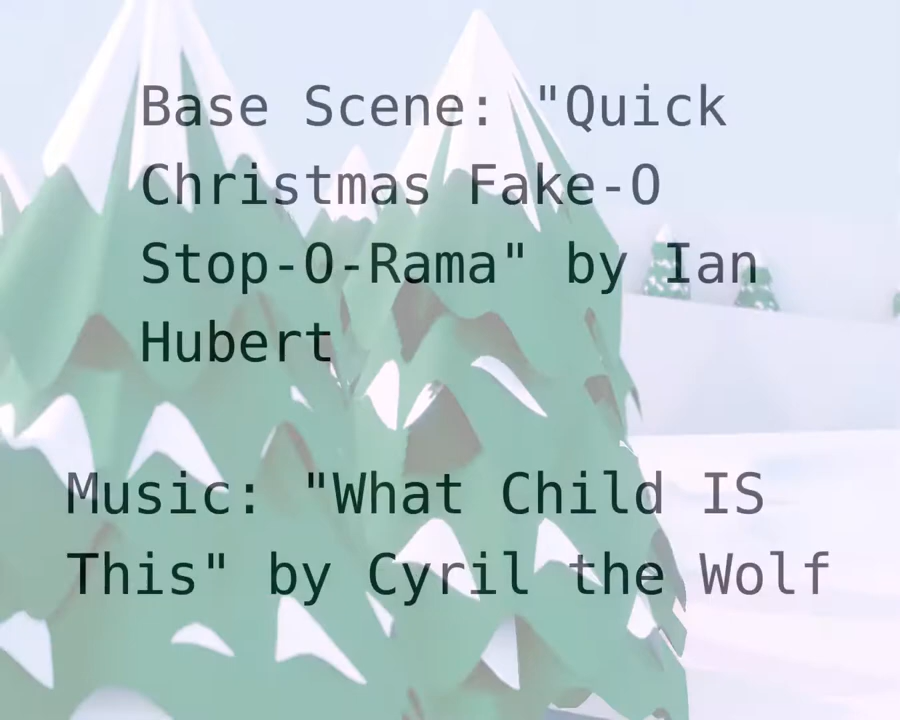 Base Scene: "Quick
Christmas Fake-O
Stop-O-Rama" by Ian
Hubert
Music: "What Child IS
This" by Cyril the Wolf